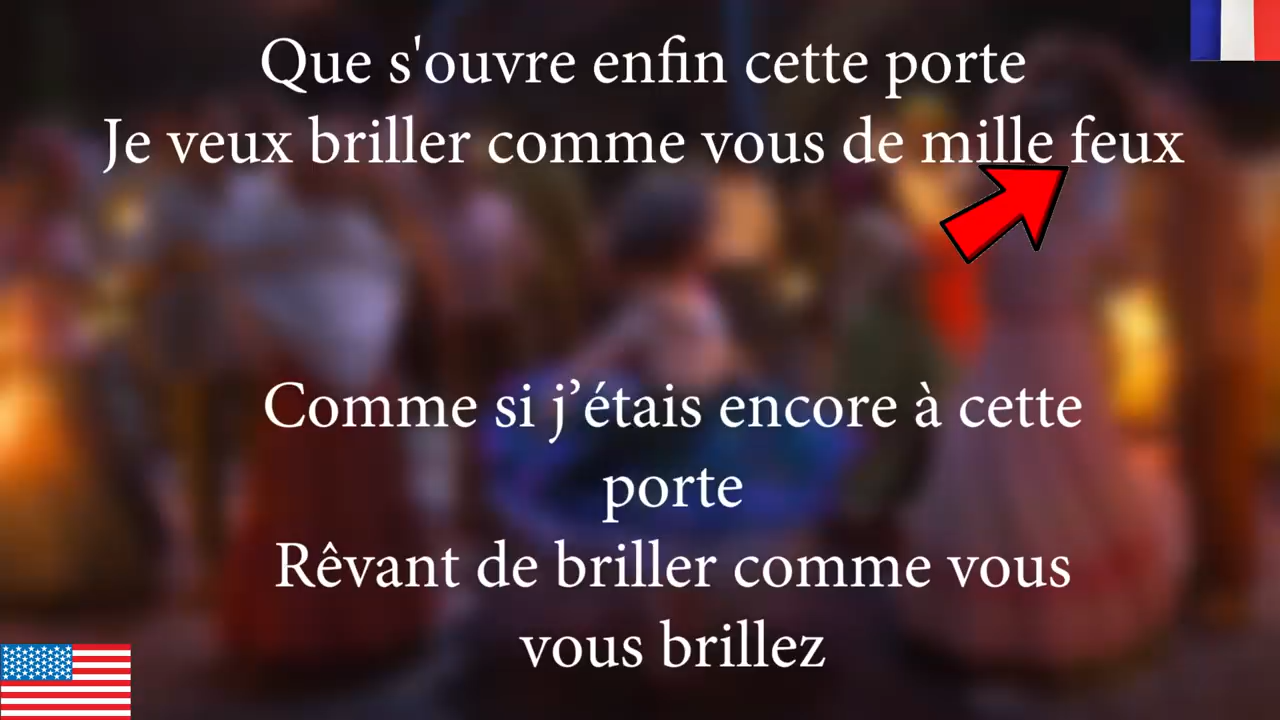 Que s'ouvre enfin cette porte
Je veux briller comme vous de mille feux
Comme si j’étais encore à cette
porte
Rêvant de briller comme vous
vous brillez